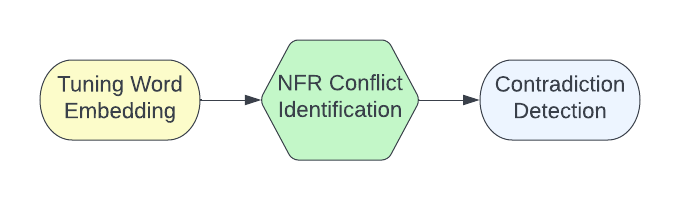 Tuning Word
Embedding
NFR Conflict
Identification
Contradiction
Detection